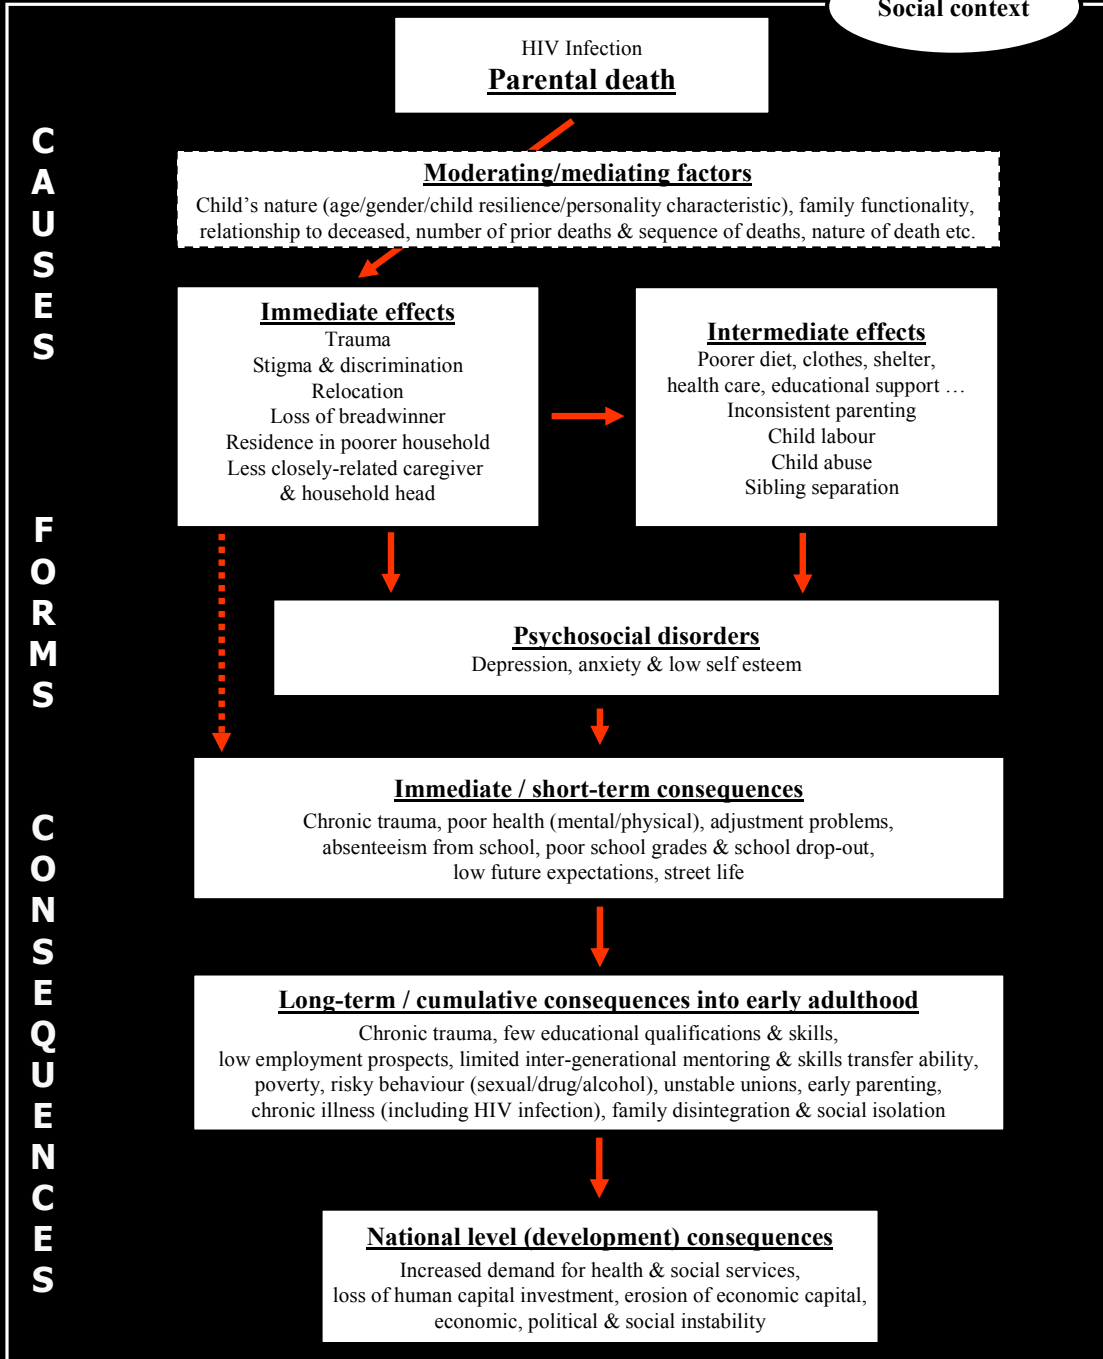 Social context
HIV Infection
Parental death
CAUSES
Moderating/mediating factors
Child’s nature (age/gender/child resilience/personality characteristic), family functionality,
relationship to deceased, number of prior deaths & sequence of deaths, nature of death etc.
Immediate effects
Trauma
Stigma & discrimination
Relocation
Loss of breadwinner
Residence in poorer household
Less closely-related caregiver
& household head
Intermediate effects
Poorer diet, clothes, shelter,
health care, educational support …
Inconsistent parenting
Child labour
Child abuse
Sibling separation
FORMS
Psychosocial disorders
Depression, anxiety & low self esteem
CONSEQUENCES
Immediate / short-term consequences
Chronic trauma, poor health (mental/physical), adjustment problems,
absenteeism from school, poor school grades & school drop-out,
low future expectations, street life
Long-term / cumulative consequences into early adulthood
Chronic trauma, few educational qualifications & skills,
low employment prospects, limited inter-generational mentoring & skills transfer ability,
poverty, risky behaviour (sexual/drug/alcohol), unstable unions, early parenting,
chronic illness (including HIV infection), family disintegration & social isolation
National level (development) consequences
Increased demand for health & social services,
loss of human capital investment, erosion of economic capital,
economic, political & social instability